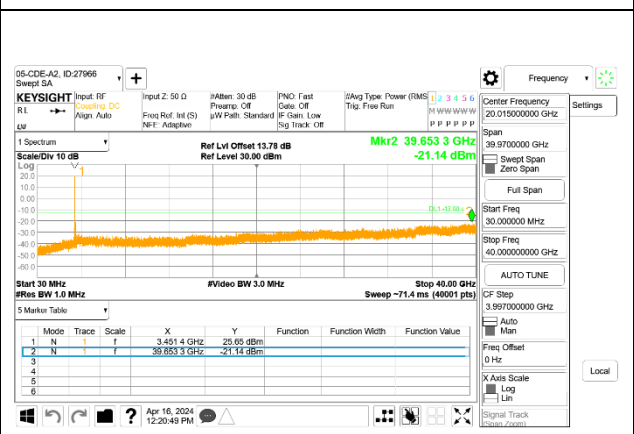 05-CDE-A2, ID:27966
Swept SA
Frequency
Settings
KEYSIGHT
Input: RF
Coupling: DC
Align: Auto
Input Z: 50 Ω
Freq Ref: Int (S)
NFE: Adaptive
#Atten: 30 dB
Preamp: Off
µW Path: Standard
PNO: Fast
Gate: Off
IF Gain: Low
Sig Track: Off
#Avg Type: Power (RMS
Trig: Free Run
1 2 3 4 5 6
M W W W W W
P P P P P P
R L
1 Spectrum
Scale/Div 10 dB
Ref Lvl Offset 13.78 dB
Ref Level 30.00 dBm
Mkr2 39.653 3 GHz
-21.14 dBm
Log
20.0
10.0
0.00
-10.0
-20.0
-30.0
-40.0
-50.0
-60.0
1
Start 30 MHz
#Res BW 1.0 MHz
#Video BW 3.0 MHz
Stop 40.00 GHz
Sweep ~71.4 ms (40001 pts)
5 Marker Table
Mode Trace Scale X Y Function Function Width Function Value
1 N 1 f 3.451 4 GHz 25.65 dBm
2 N 1 f 39.653 3 GHz -21.14 dBm
3
4
5
6
Apr 16, 2024
12:20:49 PM
Center Frequency
20.015000000 GHz
Span
39.9700000 GHz
Swept Span
Zero Span
Full Span
Start Freq
30.000000 MHz
Stop Freq
40.000000000 GHz
AUTO TUNE
CF Step
3.997000000 GHz
Auto
Man
Freq Offset
0 Hz
X Axis Scale
Log
Lin
Signal Track
(Span Zoom)
Local